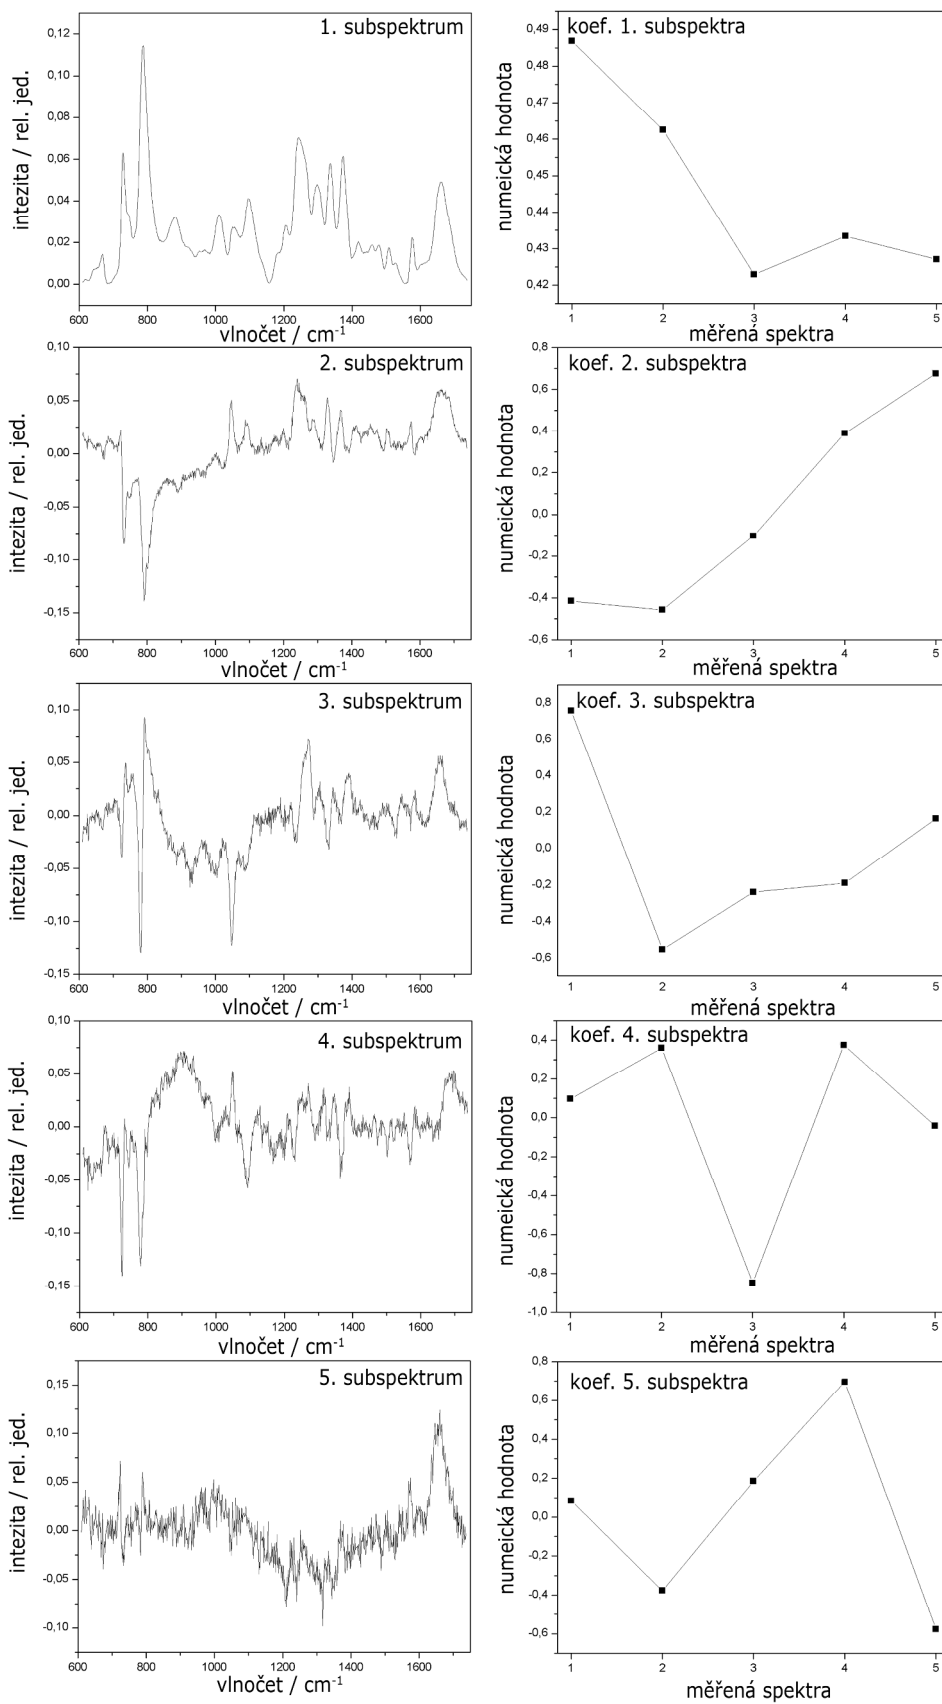 1. subspektrum
intezita / rel. jed.
0,12
0,10
0,08
0,06
0,04
0,02
0,00
600 800 1000 1200 1400 1600
vlnočet / cm⁻¹
koef. 1. subspektra
numeická hodnota
0,49
0,48
0,47
0,46
0,45
0,44
0,43
0,42
1 2 3 4 5
měřená spektra
2. subspektrum
intezita / rel. jed.
0,10
0,05
0,00
-0,05
-0,10
-0,15
600 800 1000 1200 1400 1600
vlnočet / cm⁻¹
koef. 2. subspektra
numeická hodnota
0,8
0,6
0,4
0,2
0,0
-0,2
-0,4
-0,6
1 2 3 4 5
měřená spektra
3. subspektrum
intezita / rel. jed.
0,10
0,05
0,00
-0,05
-0,10
-0,15
600 800 1000 1200 1400 1600
vlnočet / cm⁻¹
koef. 3. subspektra
numeická hodnota
0,8
0,6
0,4
0,2
0,0
-0,2
-0,4
-0,6
1 2 3 4 5
měřená spektra
4. subspektrum
intezita / rel. jed.
0,10
0,05
0,00
-0,05
-0,10
-0,15
600 800 1000 1200 1400 1600
vlnočet / cm⁻¹
koef. 4. subspektra
numeická hodnota
0,4
0,2
0,0
-0,2
-0,4
-0,6
-0,8
-1,0
1 2 3 4 5
měřená spektra
5. subspektrum
intezita / rel. jed.
0,15
0,10
0,05
0,00
-0,05
-0,10
600 800 1000 1200 1400 1600
vlnočet / cm⁻¹
koef. 5. subspektra
numeická hodnota
0,8
0,6
0,4
0,2
0,0
-0,2
-0,4
-0,6
1 2 3 4 5
měřená spektra